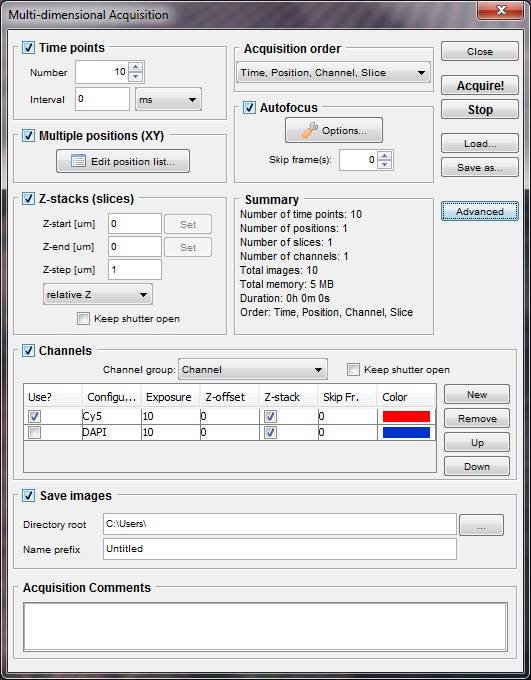 Multi-dimensional Acquisition
X
Time points
Number 10
Interval 0 ms
Multiple positions (XY)
Edit position list...
Z-stacks (slices)
Z-start [um] 0 Set
Z-end [um] 0 Set
Z-step [um] 1
relative Z
Keep shutter open
Acquisition order
Time, Position, Channel, Slice
Autofocus
Options...
Skip frame(s): 0
Summary
Number of time points: 10
Number of positions: 1
Number of slices: 1
Number of channels: 1
Total images: 10
Total memory: 5 MB
Duration: 0h 0m 0s
Order: Time, Position, Channel, Slice
Close
Acquire!
Stop
Load...
Save as...
Advanced
Channels
Channel group: Channel Keep shutter open
Use? Configu... Exposure Z-offset Z-stack Skip Fr. Color
Cy5 10 0 0
DAPI 10 0 0
New
Remove
Up
Down
Save images
Directory root C:\Users\ ...
Name prefix Untitled
Acquisition Comments